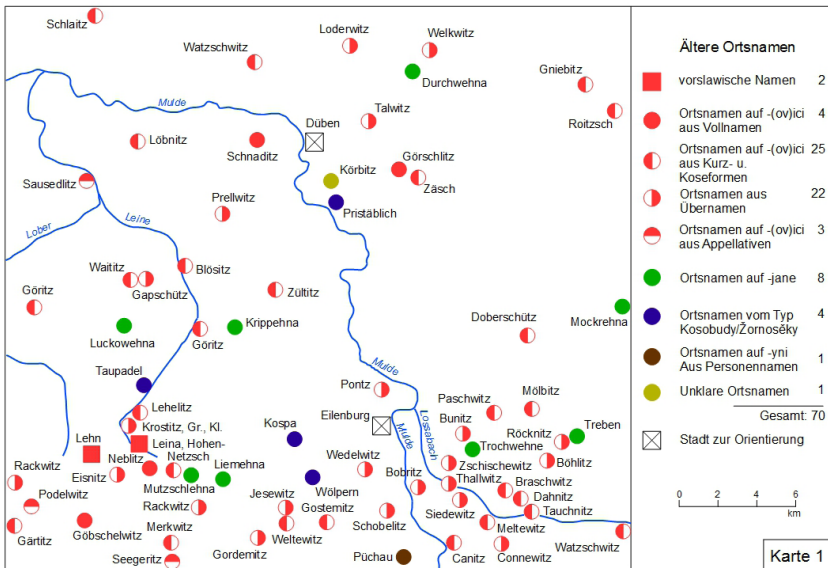 Schlaitz
Loderwitz
Welkwitz
Watzschwitz
Durchwehna
Gniebitz
Mulde
Talwitz
Düben
Roitzsch
Löbnitz
Schnaditz
Görschlitz
Körbitz
Zäsch
Sausedlitz
Prellwitz
Pristäblich
Leine
Lober
Waititz
Blösitz
Gapschütz
Göritz
Zültitz
Krippehna
Doberschütz
Mockrehna
Luckowehna
Göritz
Taupadel
Mulde
Pontz
Mölbitz
Paschwitz
Lehelitz
Krostitz, Gr., Kl.
Kospa
Eilenburg
Lossabach
Bunitz
Treben
Lehn
Leina, Hohen-
Röcknitz
Mulde
Trochwehne
Neblitz
Netzsch
Liemehna
Wedelwitz
Zschischewitz
Böhlitz
Rackwitz
Eisnitz
Bobritz
Thallwitz
Braschwitz
Podelwitz
Mutzschlehna
Wölpern
Dahnitz
Rackwitz
Jesewitz
Gostemitz
Siedewitz
Tauchnitz
Gärtitz
Göbschelwitz
Merkwitz
Weltewitz
Schobelitz
Meltewitz
Watzschwitz
Seegeritz
Gordemitz
Püchau
Canitz
Connewitz
Ältere Ortsnamen
vorslawische Namen 2
Ortsnamen auf -(ov)ici 4
aus Vollnamen
Ortsnamen auf -(ov)ici 25
aus Kurz- u.
Koseformen
Ortsnamen aus 22
Übernamen
Ortsnamen auf -(ov)ici 3
aus Appellativen
Ortsnamen auf -jane 8
Ortsnamen vom Typ 4
Kosobudy/Žornosěky
Ortsnamen auf -yni
Aus Personennamen 1
Unklare Ortsnamen 1
Gesamt: 70
Stadt zur Orientierung
0 2 4 6
km
Karte 1